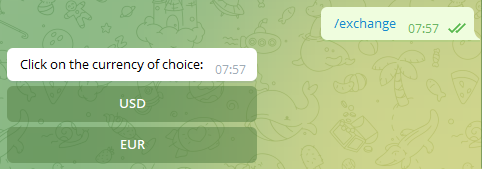 /exchange 07:57
Click on the currency of choice: 07:57
USD
EUR